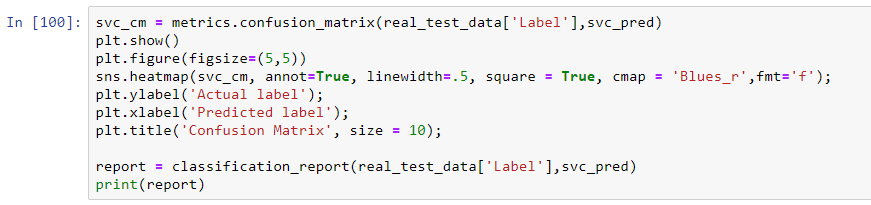 In [100]: svc_cm = metrics.confusion_matrix(real_test_data['Label'],svc_pred)
plt.show()
plt.figure(figsize=(5,5))
sns.heatmap(svc_cm, annot=True, linewidth=.5, square = True, cmap = 'Blues_r',fmt='f');
plt.ylabel('Actual label');
plt.xlabel('Predicted label');
plt.title('Confusion Matrix', size = 10);

report = classification_report(real_test_data['Label'],svc_pred)
print(report)